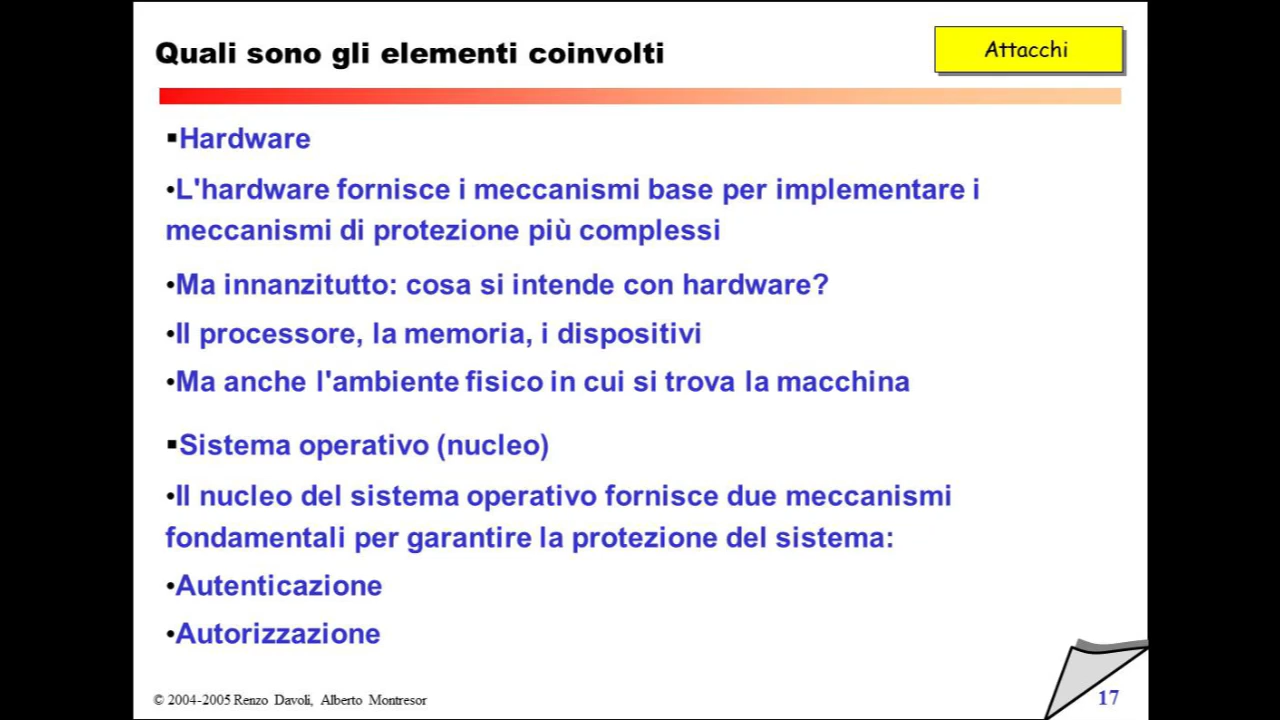 Quali sono gli elementi coinvolti
Attacchi
▪Hardware
•L'hardware fornisce i meccanismi base per implementare i
meccanismi di protezione più complessi
•Ma innanzitutto: cosa si intende con hardware?
•Il processore, la memoria, i dispositivi
•Ma anche l'ambiente fisico in cui si trova la macchina
▪Sistema operativo (nucleo)
•Il nucleo del sistema operativo fornisce due meccanismi
fondamentali per garantire la protezione del sistema:
•Autenticazione
•Autorizzazione
© 2004-2005 Renzo Davoli, Alberto Montresor
17